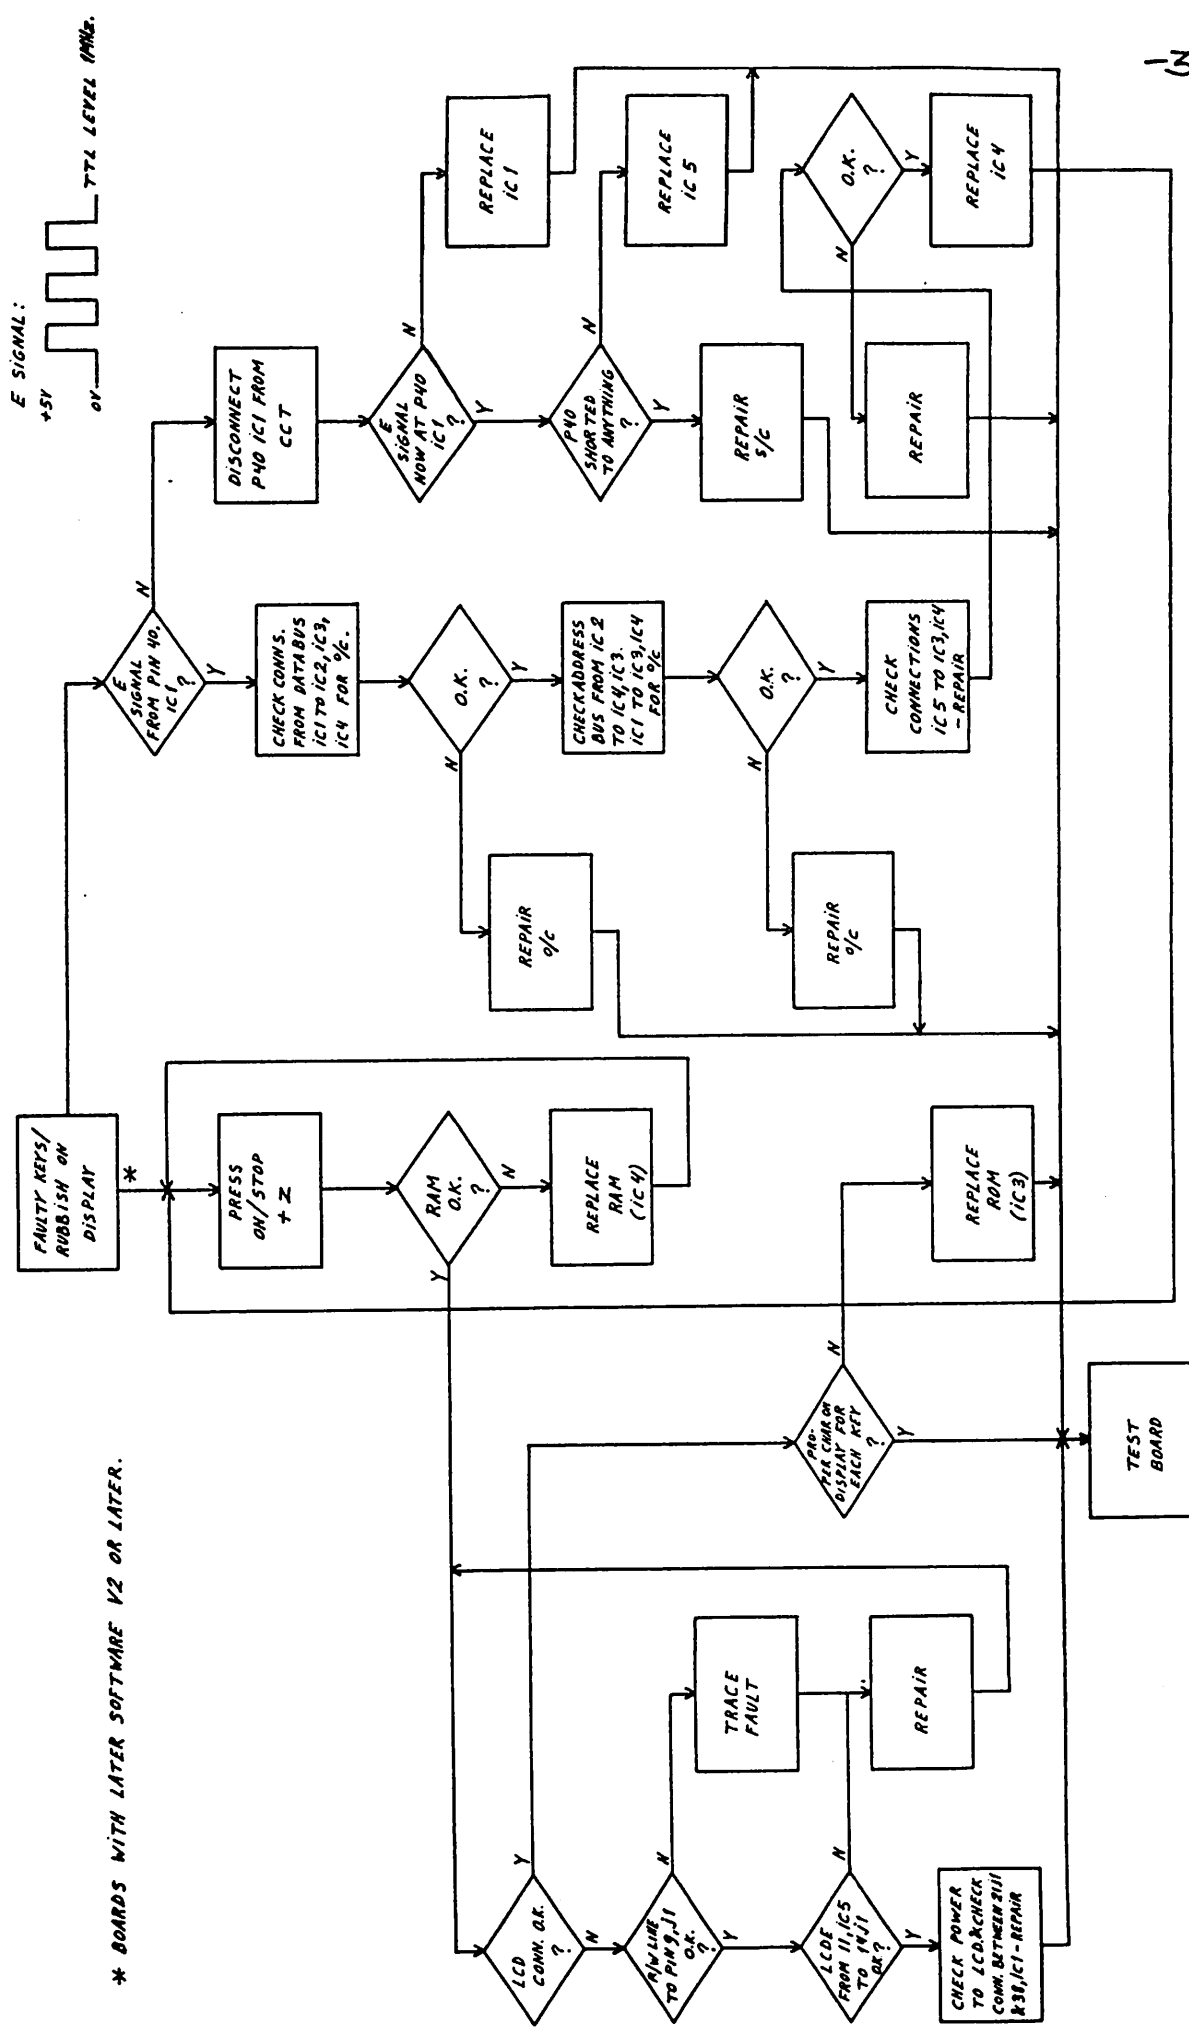 E SIGNAL:
+5V
0V
TTL LEVEL 1MHz.
* BOARDS WITH LATER SOFTWARE V2 OR LATER.
FAULTY KEYS/
RUBBISH ON
DISPLAY
*
PRESS
ON/STOP
+ Z
RAM
O.K.
?
Y
N
REPLACE
RAM
(iC4)
LCD
CONN. O.K.
?
Y
N
R/W LINE
TO PIN 9, J1
O.K.
?
N
Y
TRACE
FAULT
LCDE
FROM 11, iC5
TO 14, J1
OK?
N
Y
REPAIR
CHECK POWER
TO LCD. & CHECK
CONN. BETWEEN 21J1
& 38, iC1 - REPAIR
PRO-
PER CHAR ON
DISPLAY FOR
EACH KEY
?
N
Y
REPLACE
ROM
(iC3)
TEST
BOARD
E
SIGNAL
FROM PIN 40.
iC1
?
N
Y
CHECK CONNS.
FROM DATABUS
iC1 TO iC2, iC3,
iC4 FOR O/C.
O.K.
?
N
Y
REPAIR
O/C
CHECK ADDRESS
BUS FROM iC2
TO iC4, iC3.
iC1 TO iC3, iC4
FOR O/C
O.K.
?
N
Y
REPAIR
O/C
CHECK
CONNECTIONS
iC5 TO iC3, iC4
- REPAIR
DISCONNECT
P40 iC1 FROM
CCT
E
SIGNAL
NOW AT P40
iC1
?
N
Y
REPLACE
iC1
P40
SHORTED
TO ANYTHING
?
N
Y
REPLACE
iC5
REPAIR
S/C
O.K.
?
N
Y
REPAIR
REPLACE
iC4